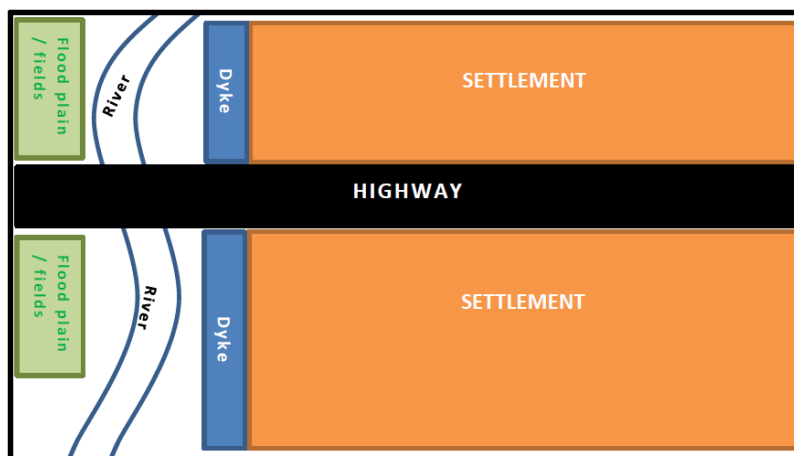 Flood plain
/ fields
River
Dyke
SETTLEMENT
HIGHWAY
Flood plain
/ fields
River
Dyke
SETTLEMENT